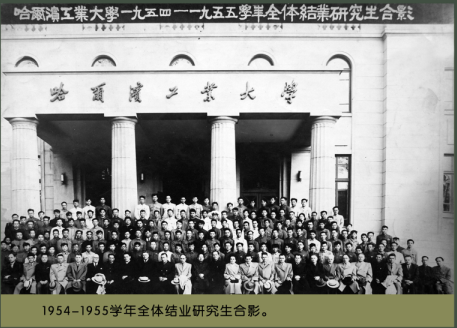 哈尔濱工業大學一九五四——一九五五學年全体結業研究生合影
哈爾濱工業大學
1954-1955学年全体结业研究生合影。